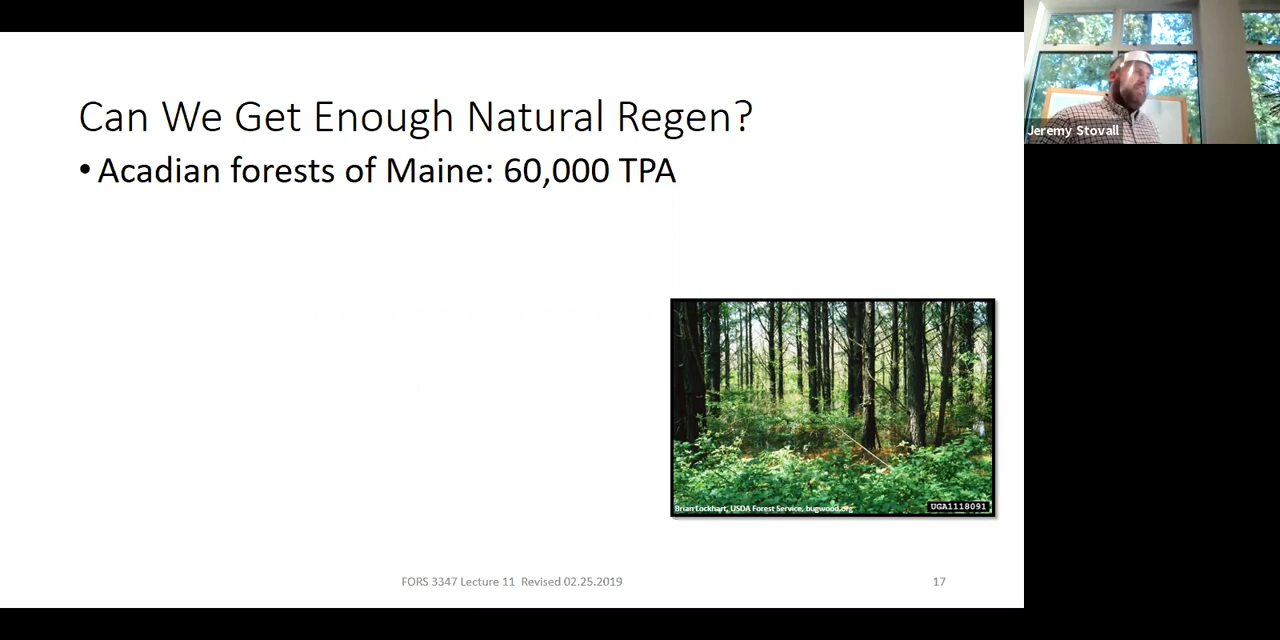 Can We Get Enough Natural Regen?
• Acadian forests of Maine: 60,000 TPA
Jeremy Stovall
Brian Lockhart, USDA Forest Service, bugwood.org
UGA1118091
FORS 3347 Lecture 11 Revised 02.25.2019
17